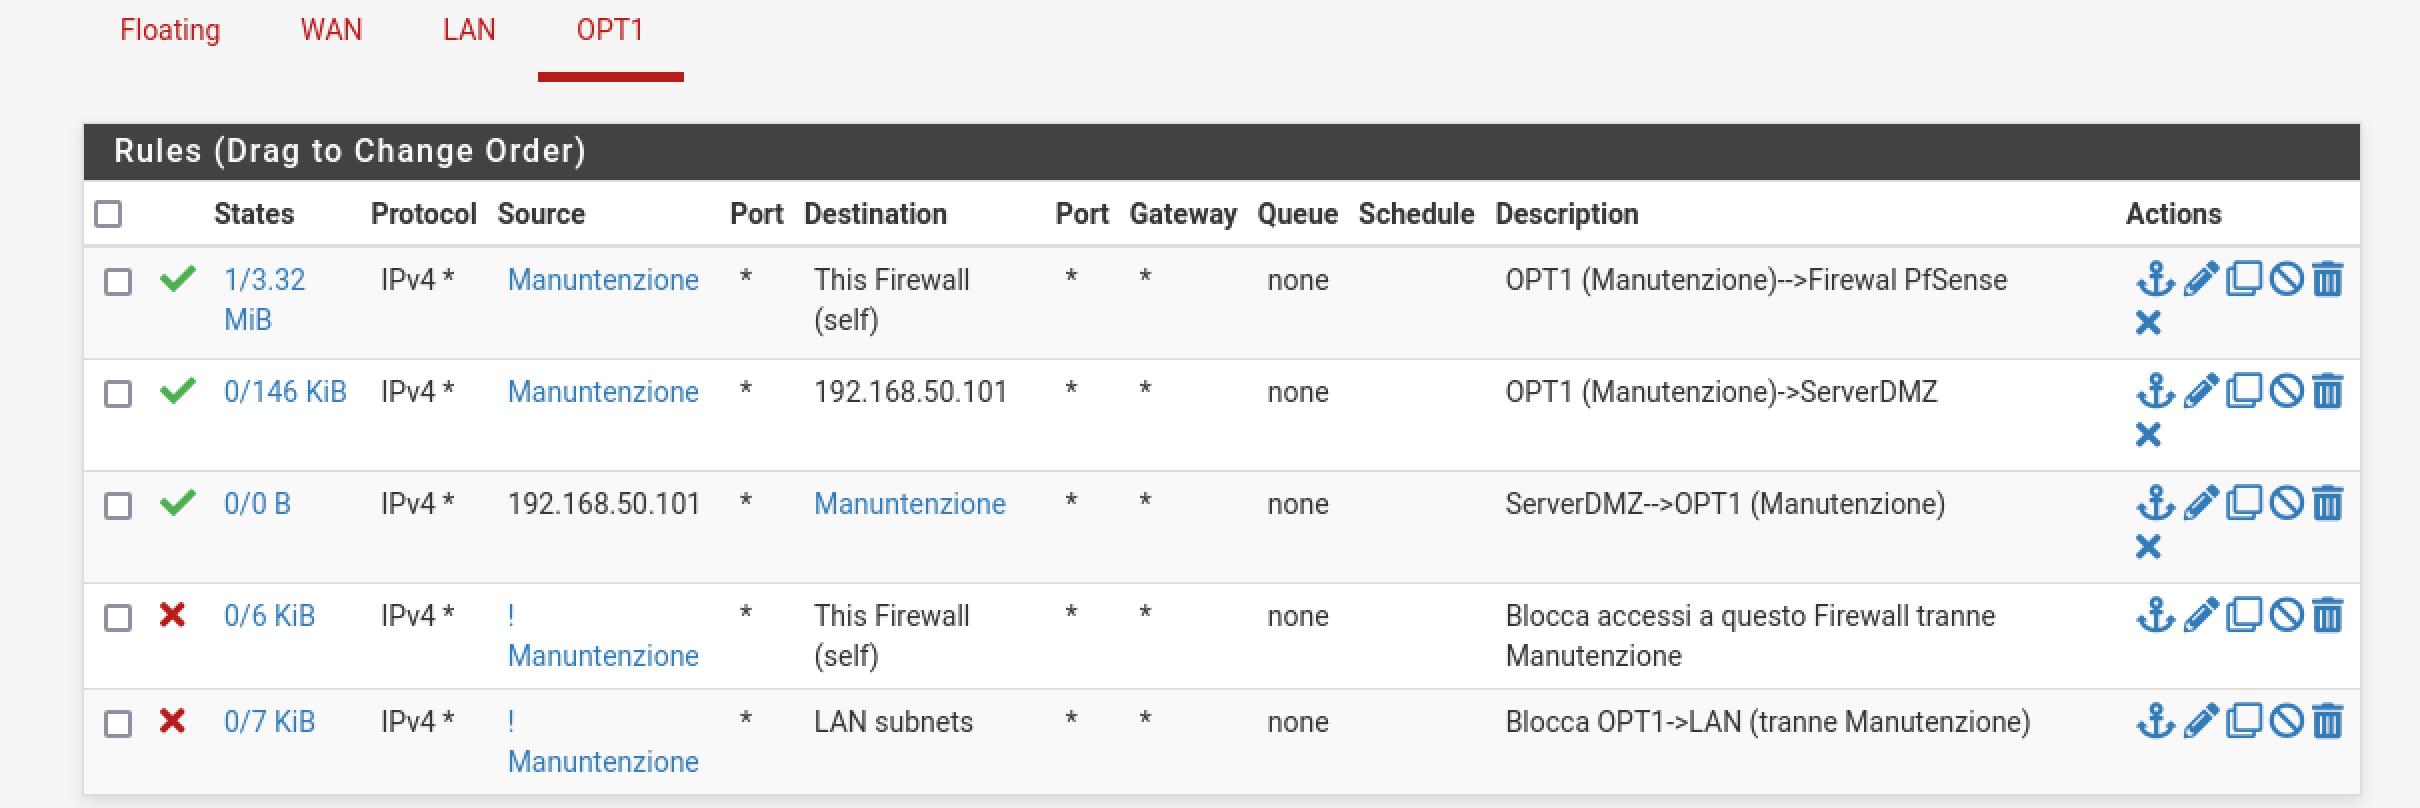 Floating WAN LAN OPT1
Rules (Drag to Change Order)
States Protocol Source Port Destination Port Gateway Queue Schedule Description Actions
1/3.32 IPv4 * Manuntenzione * This Firewall * * none OPT1 (Manutenzione)-->Firewal PfSense
MiB (self)
0/146 KiB IPv4 * Manuntenzione * 192.168.50.101 * * none OPT1 (Manutenzione)->ServerDMZ
0/0 B IPv4 * 192.168.50.101 * Manuntenzione * * none ServerDMZ-->OPT1 (Manutenzione)
0/6 KiB IPv4 * ! * This Firewall * * none Blocca accessi a questo Firewall tranne
Manuntenzione (self) Manutenzione
0/7 KiB IPv4 * ! * LAN subnets * * none Blocca OPT1->LAN (tranne Manutenzione)
Manuntenzione